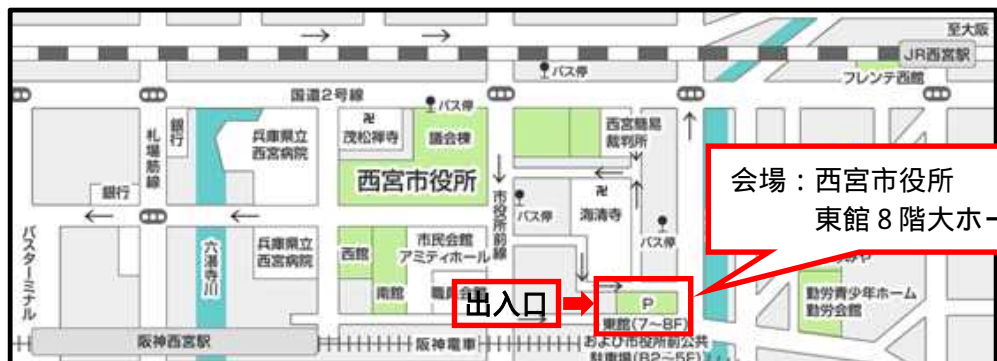 至大阪
JR西宮駅
バス停
フレンテ西館
国道2号線
バス停
札場筋線
銀行
兵庫県立
西宮病院
茂松禅寺
議会棟
西宮簡易
裁判所
西宮市役所
銀行
市役所前線
バス停
海清寺
バス停
会場：西宮市役所
東館８階大ホー
バスターミナル
六湛寺川
兵庫県立
西宮病院
西館
南館
市民会館
アミティホール
職員会館
出入口
P
東館(7〜8F)
および市役所前公共
駐車場(B2〜5F)
勤労青少年ホーム
勤労会館
阪神西宮駅
阪神電車